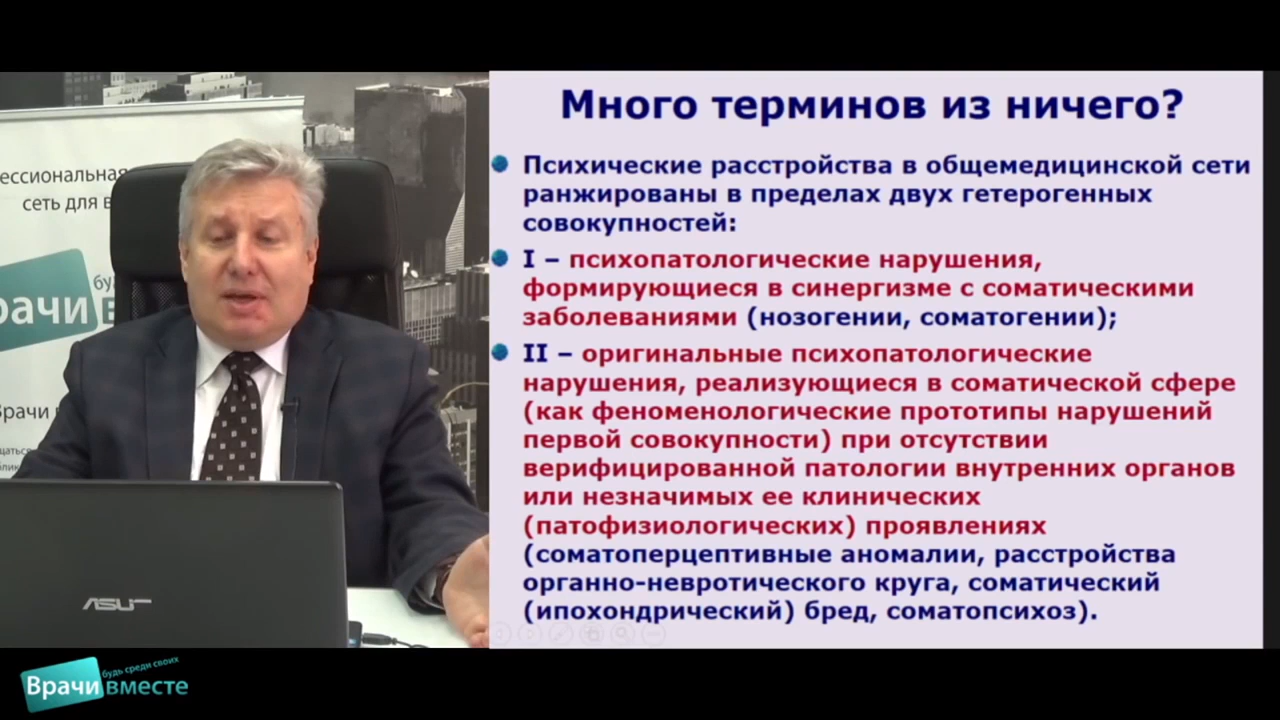 Много терминов из ничего?
Психические расстройства в общемедицинской сети
ранжированы в пределах двух гетерогенных
совокупностей:
I – психопатологические нарушения,
формирующиеся в синергизме с соматическими
заболеваниями (нозогении, соматогении);
II – оригинальные психопатологические
нарушения, реализующиеся в соматической сфере
(как феноменологические прототипы нарушений
первой совокупности) при отсутствии
верифицированной патологии внутренних органов
или незначимых ее клинических
(патофизиологических) проявлениях
(соматоперцептивные аномалии, расстройства
органно-невротического круга, соматический
(ипохондрический) бред, соматопсихоз).
ессиональная
сеть для в
буд
рачи в
Врачи
ASUS
будь среди своих
Врачи вместе